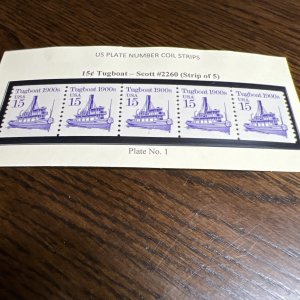 US PLATE NUMBER COIL STRIPS
15¢ Tugboat – Scott #2260 (Strip of 5)
Tugboat 1900s Tugboat 1900s Tugboat 1900s Tugboat 1900s Tugboat 1900s
USA USA USA USA USA
15 15 15 15 15
Plate No. 1